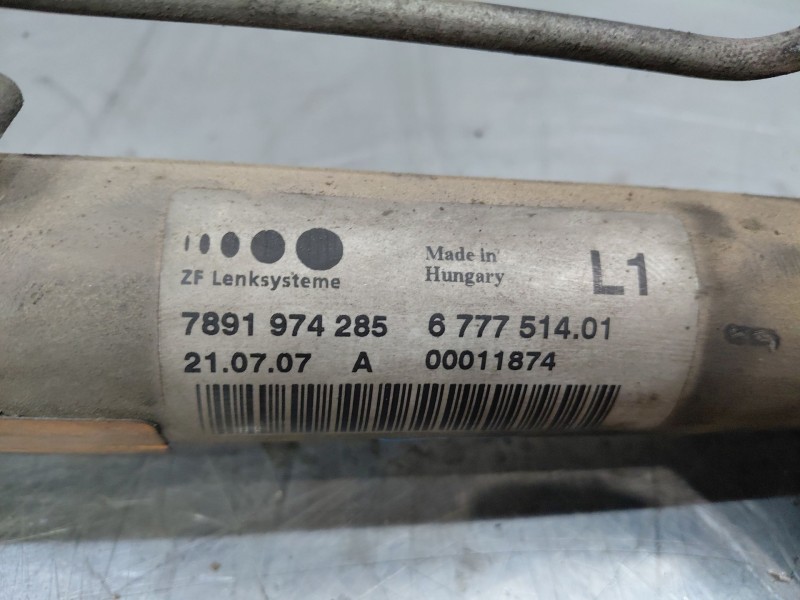 ZF Lenksysteme
Made in
Hungary
L1
7891 974 285 6 777 514.01
21.07.07 A 00011874